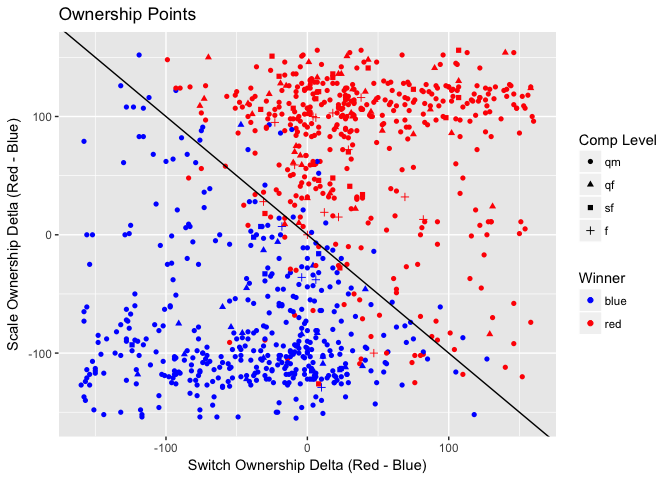 Ownership Points
Scale Ownership Detla (Red - Blue)
100
0
-100
-100
0
100
Switch Ownership Delta (Red - Blue)
Comp Level
qm
qf
sf
f
Winner
blue
red